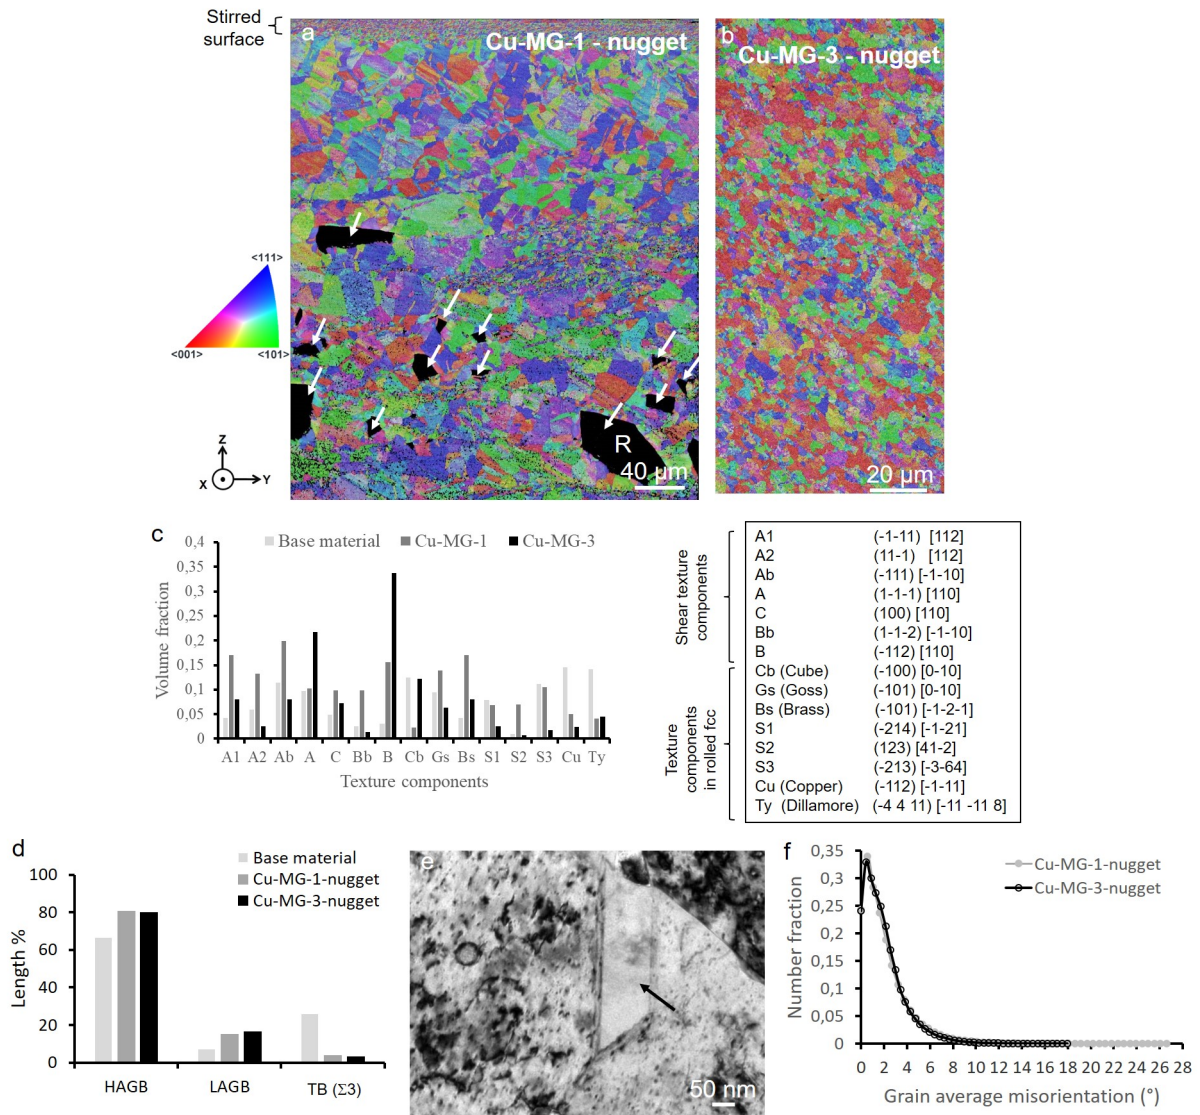 Stirred
surface
a
Cu-MG-1 - nugget
b
Cu-MG-3 - nugget
<111>
<001>
<101>
Z
X
Y
R
40 µm
20 µm
c
Base material
Cu-MG-1
Cu-MG-3
Volume fraction
0,4
0,35
0,3
0,25
0,2
0,15
0,1
0,05
0
A1 A2 Ab A C Bb B Cb Gs Bs S1 S2 S3 Cu Ty
Texture components
Shear texture
components
Texture
components
in rolled fcc
A1 (-1-11) [112]
A2 (11-1) [112]
Ab (-111) [-1-10]
A (1-1-1) [110]
C (100) [110]
Bb (1-1-2) [-1-10]
B (-112) [110]
Cb (Cube) (-100) [0-10]
Gs (Goss) (-101) [0-10]
Bs (Brass) (-101) [-1-2-1]
S1 (-214) [-1-21]
S2 (123) [41-2]
S3 (-213) [-3-64]
Cu (Copper) (-112) [-1-11]
Ty (Dillamore) (-4 4 11) [-11 -11 8]
d
Base material
Cu-MG-1-nugget
Cu-MG-3-nugget
Length %
100
80
60
40
20
0
HAGB LAGB TB (Σ3)
e
50 nm
f
Cu-MG-1-nugget
Cu-MG-3-nugget
Number fraction
0,35
0,3
0,25
0,2
0,15
0,1
0,05
0
0 2 4 6 8 10 12 14 16 18 20 22 24 26 28
Grain average misorientation (°)